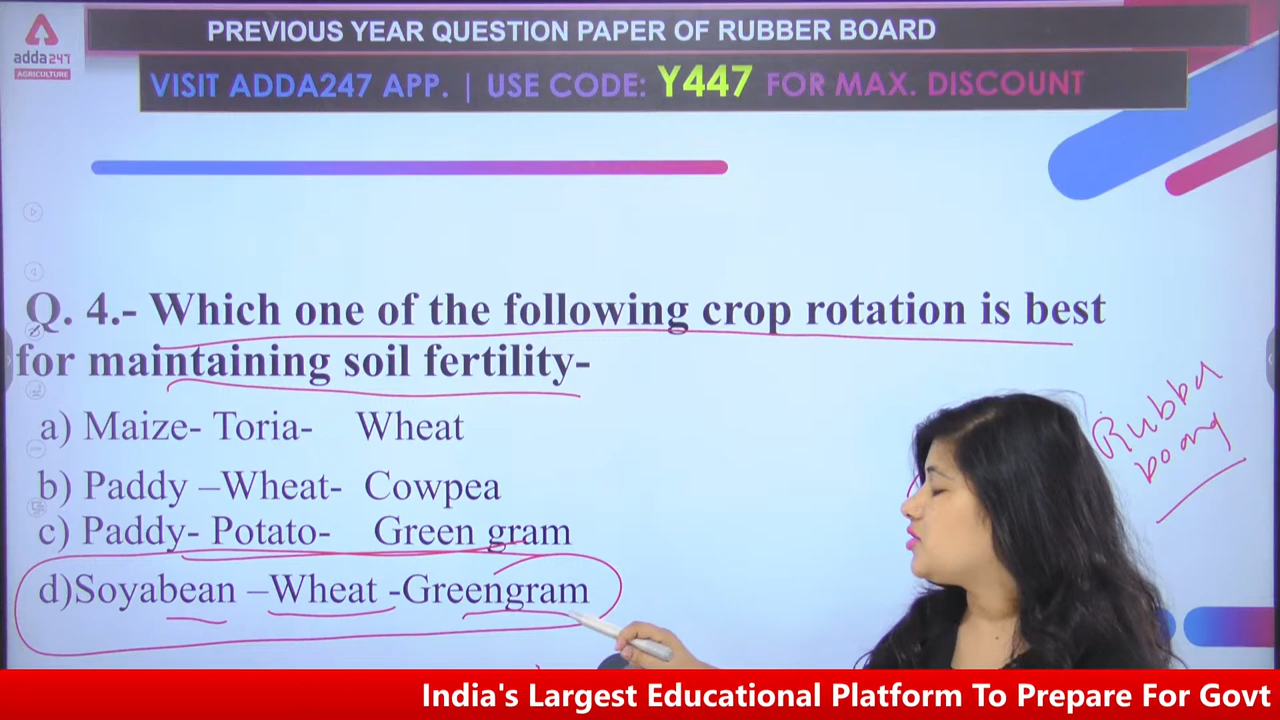 PREVIOUS YEAR QUESTION PAPER OF RUBBER BOARD
adda247
AGRICULTURE
VISIT ADDA247 APP. | USE CODE: Y447 FOR MAX. DISCOUNT
Q. 4.- Which one of the following crop rotation is best
for maintaining soil fertility-
a) Maize- Toria- Wheat
b) Paddy –Wheat- Cowpea
c) Paddy- Potato- Green gram
d)Soyabean –Wheat -Greengram
Rubber
board
India's Largest Educational Platform To Prepare For Govt